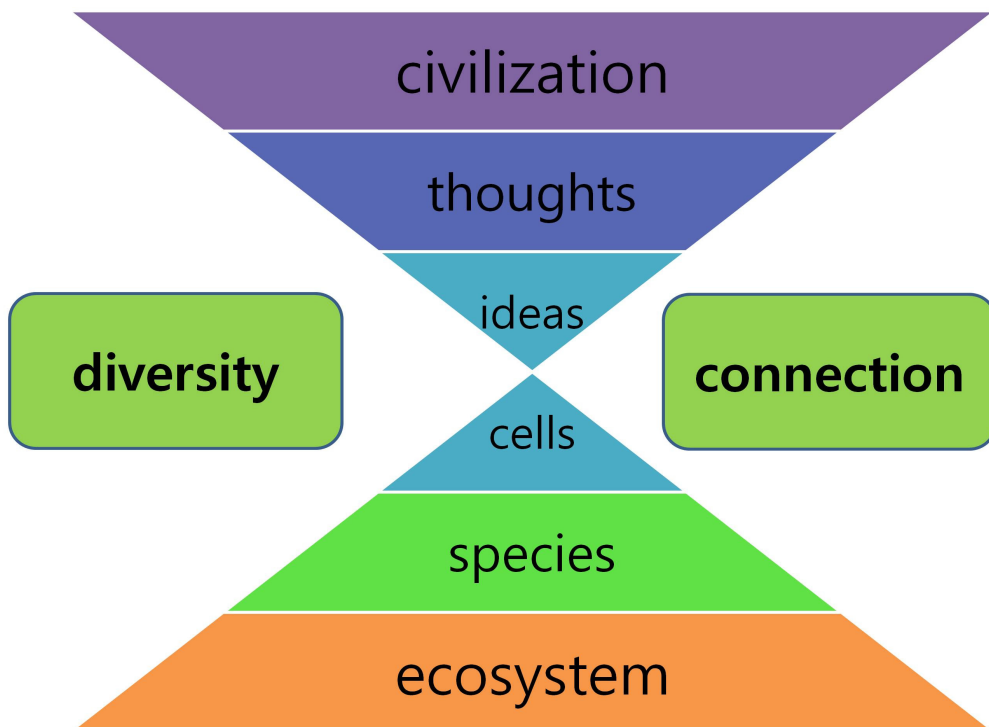 civilization
thoughts
ideas
diversity
connection
cells
species
ecosystem